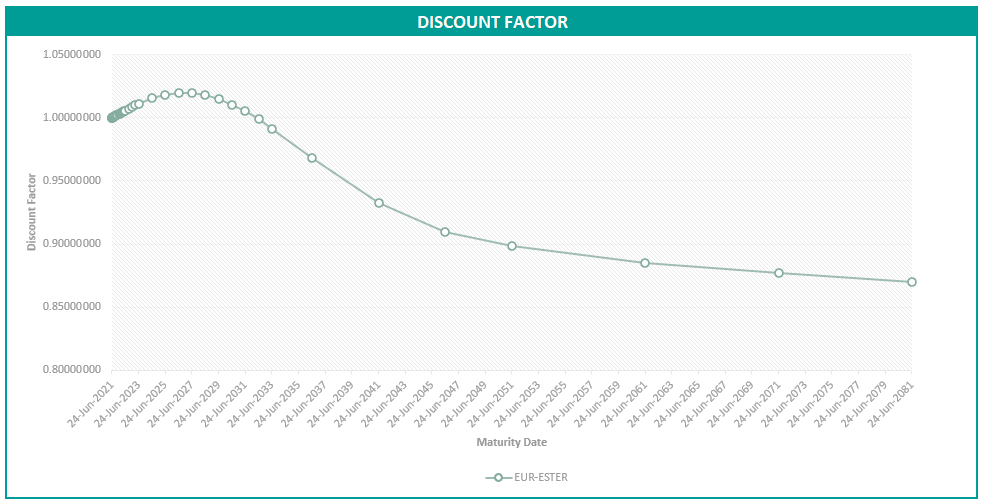 DISCOUNT FACTOR
1.05000000
1.00000000
0.95000000
0.90000000
0.85000000
0.80000000
Discount Factor
24-Jun-2021
24-Jun-2023
24-Jun-2025
24-Jun-2027
24-Jun-2029
24-Jun-2031
24-Jun-2033
24-Jun-2035
24-Jun-2037
24-Jun-2039
24-Jun-2041
24-Jun-2043
24-Jun-2045
24-Jun-2047
24-Jun-2049
24-Jun-2051
24-Jun-2053
24-Jun-2055
24-Jun-2057
24-Jun-2059
24-Jun-2061
24-Jun-2063
24-Jun-2065
24-Jun-2067
24-Jun-2069
24-Jun-2071
24-Jun-2073
24-Jun-2075
24-Jun-2077
24-Jun-2079
24-Jun-2081
Maturity Date
EUR-ESTER